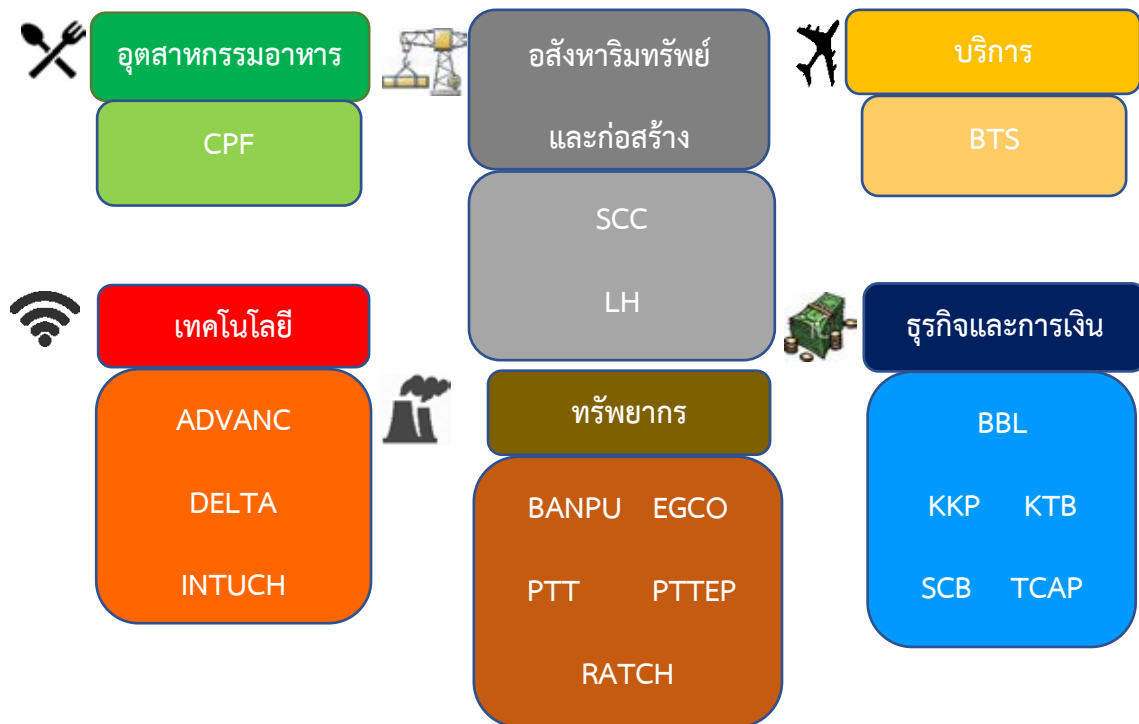 อุตสาหกรรมอาหาร
CPF
อสังหาริมทรัพย์
และก่อสร้าง
SCC
LH
บริการ
BTS
เทคโนโลยี
ADVANC
DELTA
INTUCH
ทรัพยากร
BANPU EGCO
PTT PTTEP
RATCH
ธุรกิจและการเงิน
BBL
KKP KTB
SCB TCAP